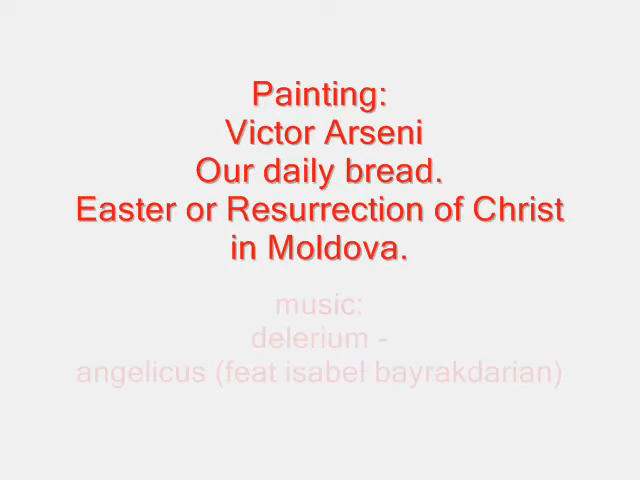 Painting:
Victor Arseni
Our daily bread.
Easter or Resurrection of Christ
in Moldova.
music:
delerium -
angelicus (feat isabel bayrakdarian)